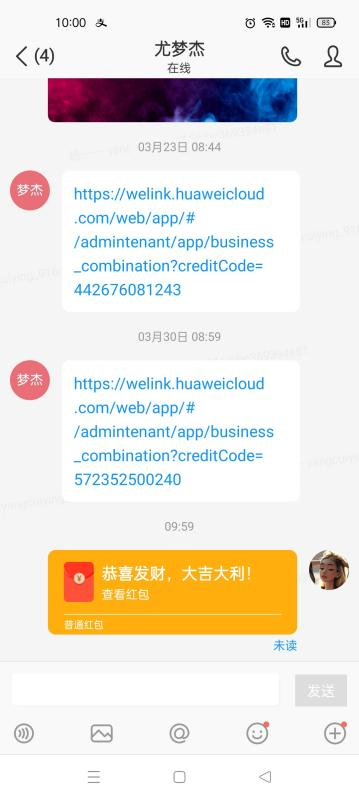 10:00
HD
5G
83
(4)
尤梦杰
在线
03月23日 08:44
梦杰
https://welink.huaweicloud
.com/web/app/#
/admintenant/app/business
_combination?creditCode=
442676081243
03月30日 08:59
梦杰
https://welink.huaweicloud
.com/web/app/#
/admintenant/app/business
_combination?creditCode=
572352500240
09:59
恭喜发财，大吉大利！
查看红包
普通红包
未读
发送